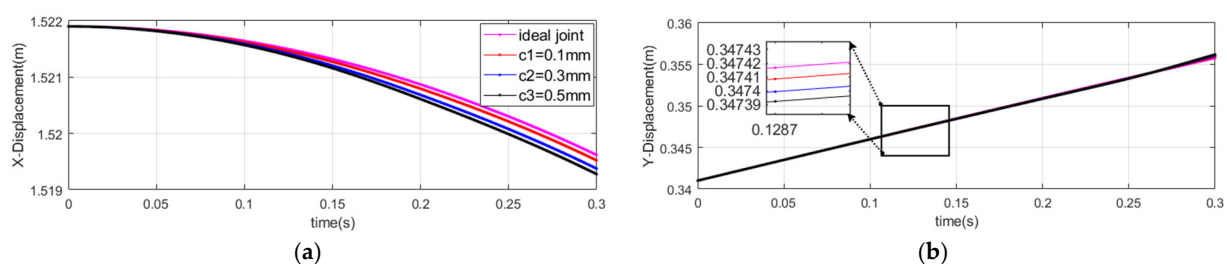 1.522
1.521
1.52
1.519
X-Displacement(m)
ideal joint
c1=0.1mm
c2=0.3mm
c3=0.5mm
0 0.05 0.1 0.15 0.2 0.25 0.3
time(s)
(a)
0.36
0.355
0.35
0.345
0.34
Y-Displacement(m)
0.34743
0.34742
0.34741
0.3474
0.34739
0.1287
0 0.05 0.1 0.15 0.2 0.25 0.3
time(s)
(b)